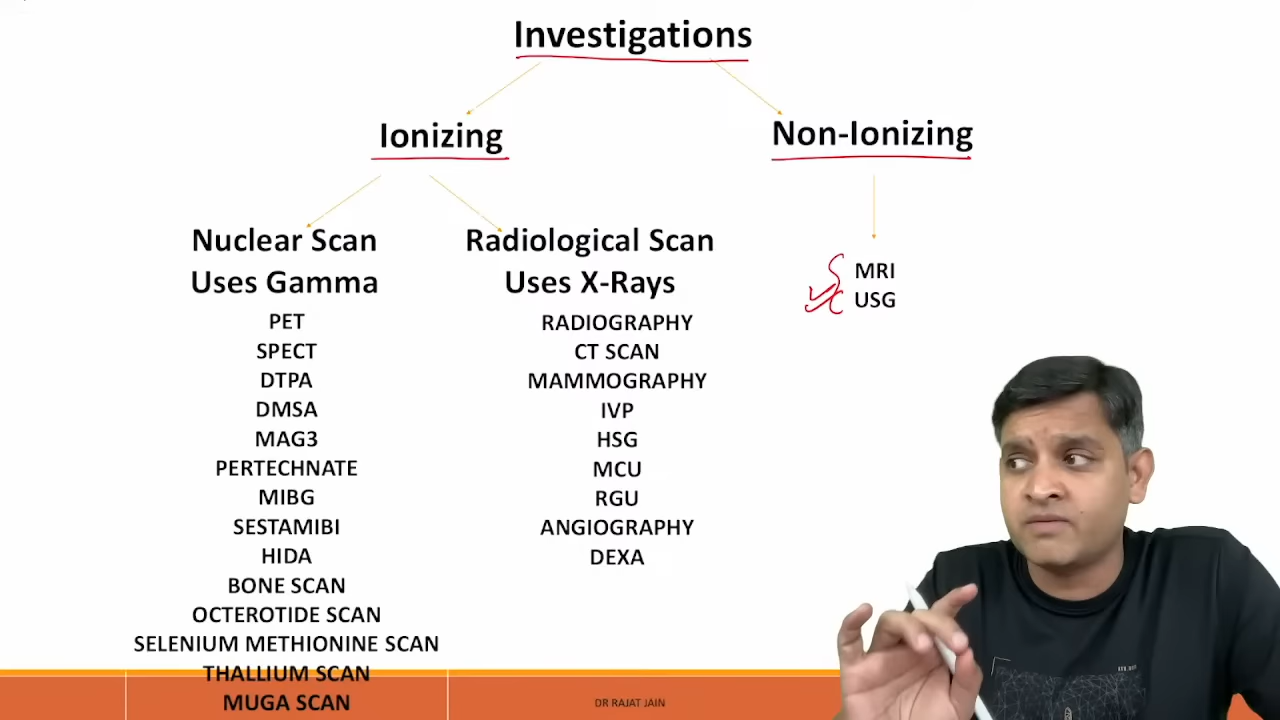 Investigations
Ionizing
Non-Ionizing
Nuclear Scan
Uses Gamma
PET
SPECT
DTPA
DMSA
MAG3
PERTECHNATE
MIBG
SESTAMIBI
HIDA
BONE SCAN
OCTEROTIDE SCAN
SELENIUM METHIONINE SCAN
THALLIUM SCAN
MUGA SCAN
Radiological Scan
Uses X-Rays
RADIOGRAPHY
CT SCAN
MAMMOGRAPHY
IVP
HSG
MCU
RGU
ANGIOGRAPHY
DEXA
MRI
USG
DR RAJAT JAIN